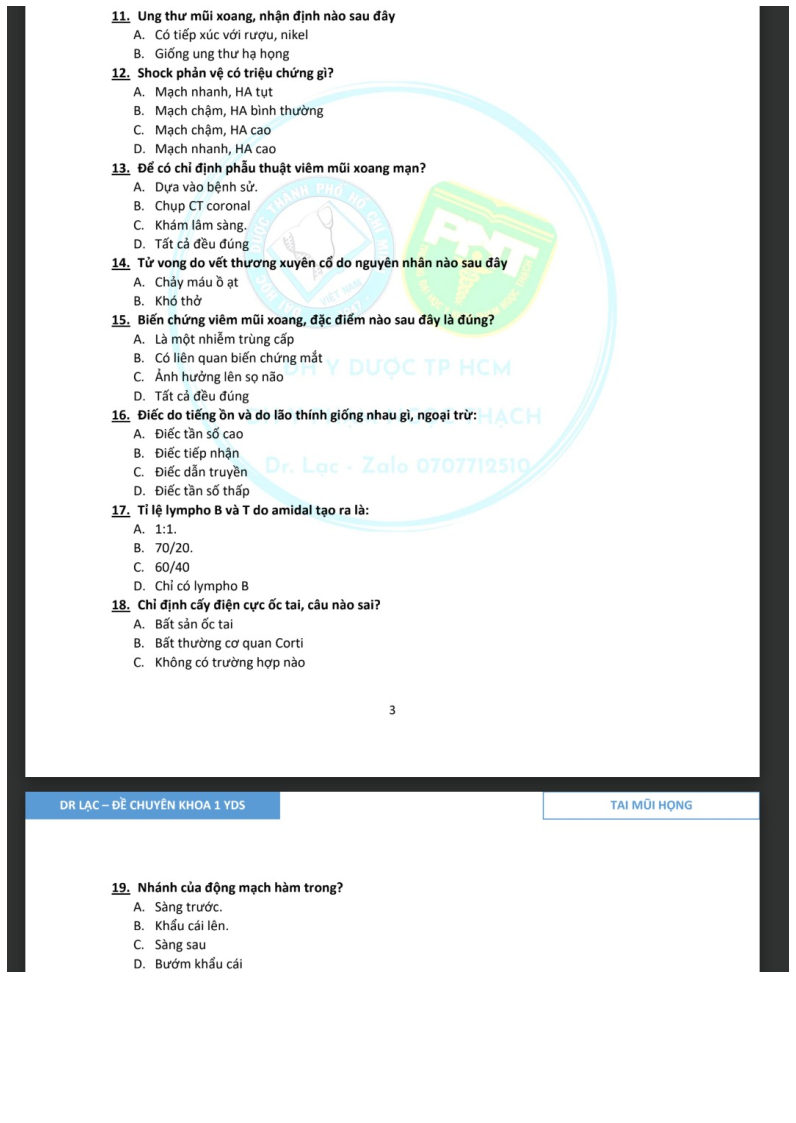 11. Ung thư mũi xoang, nhận định nào sau đây
A. Có tiếp xúc với rượu, nikel
B. Giống ung thư hạ họng
12. Shock phản vệ có triệu chứng gì?
A. Mạch nhanh, HA tụt
B. Mạch chậm, HA bình thường
C. Mạch chậm, HA cao
D. Mạch nhanh, HA cao
13. Để có chỉ định phẫu thuật viêm mũi xoang mạn?
A. Dựa vào bệnh sử.
B. Chụp CT coronal
C. Khám lâm sàng.
D. Tất cả đều đúng
14. Tử vong do vết thương xuyên cổ do nguyên nhân nào sau đây
A. Chảy máu ồ ạt
B. Khó thở
15. Biến chứng viêm mũi xoang, đặc điểm nào sau đây là đúng?
A. Là một nhiễm trùng cấp
B. Có liên quan biến chứng mắt
C. Ảnh hưởng lên sọ não
D. Tất cả đều đúng
16. Điếc do tiếng ồn và do lão thính giống nhau gì, ngoại trừ:
A. Điếc tần số cao
B. Điếc tiếp nhận
C. Điếc dẫn truyền
D. Điếc tần số thấp
17. Tỉ lệ lympho B và T do amidal tạo ra là:
A. 1:1.
B. 70/20.
C. 60/40
D. Chỉ có lympho B
18. Chỉ định cấy điện cực ốc tai, câu nào sai?
A. Bất sản ốc tai
B. Bất thường cơ quan Corti
C. Không có trường hợp nào
PNT
VIỆT NAM
ĐH Y DƯỢC TP HCM
THẠCH
Dr. Lạc - Zalo 0707712510
3
DR LẠC – ĐỀ CHUYÊN KHOA 1 YDS
TAI MŨI HỌNG
19. Nhánh của động mạch hàm trong?
A. Sàng trước.
B. Khẩu cái lên.
C. Sàng sau
D. Bướm khẩu cái